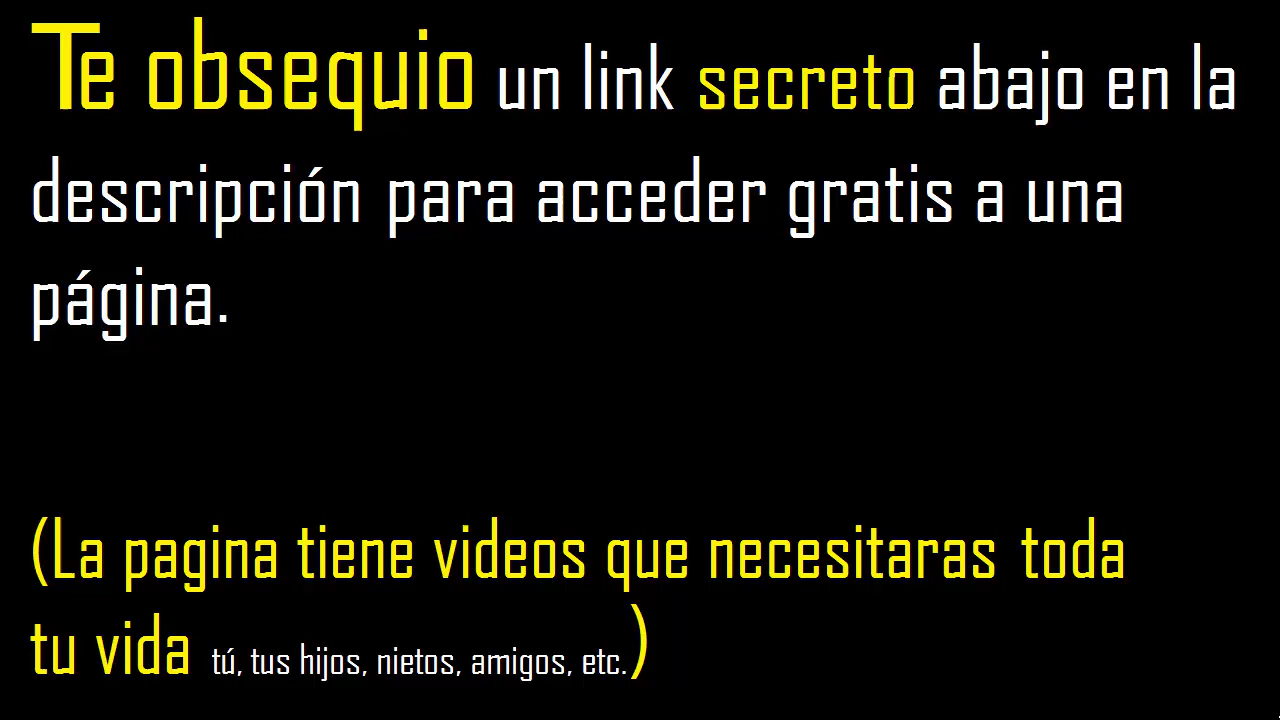 Te obsequio un link secreto abajo en la
descripción para acceder gratis a una
página.
(La pagina tiene videos que necesitaras toda
tu vida tú, tus hijos, nietos, amigos, etc.)